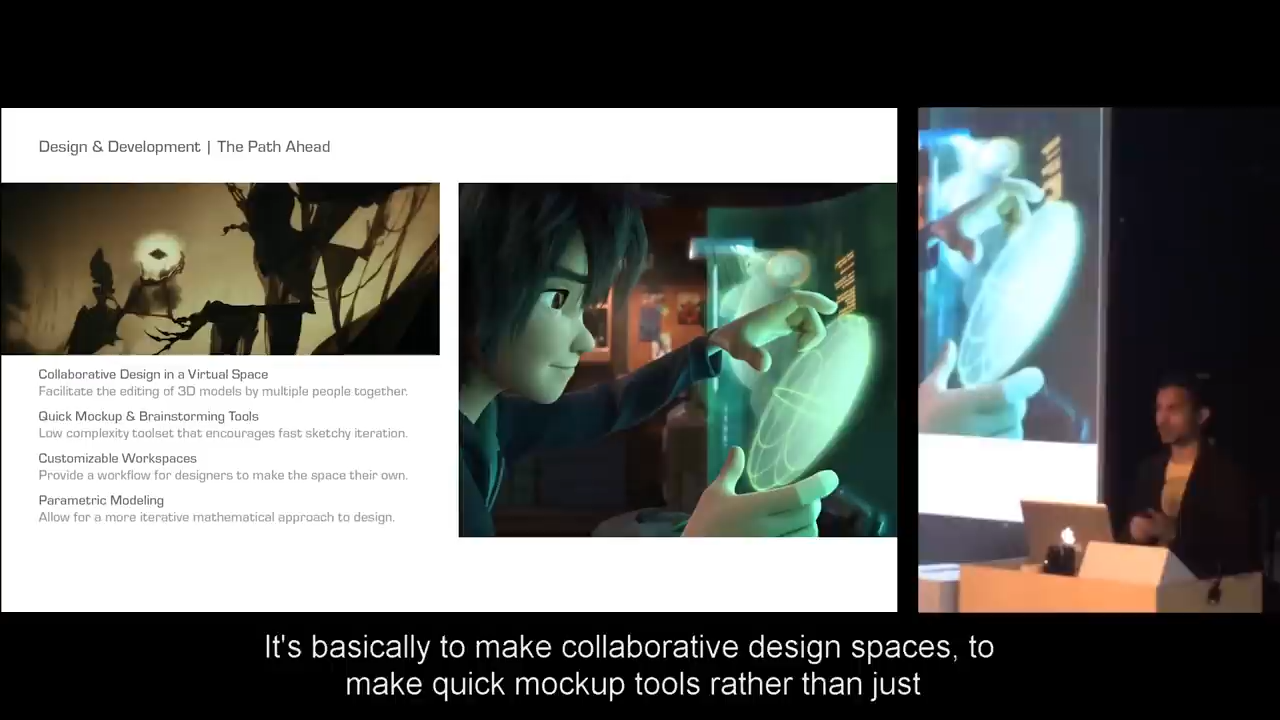 Design & Development | The Path Ahead
Collaborative Design in a Virtual Space
Facilitate the editing of 3D models by multiple people together.
Quick Mockup & Brainstorming Tools
Low complexity toolset that encourages fast sketchy iteration.
Customizable Workspaces
Provide a workflow for designers to make the space their own.
Parametric Modeling
Allow for a more iterative mathematical approach to design.
It's basically to make collaborative design spaces, to
make quick mockup tools rather than just